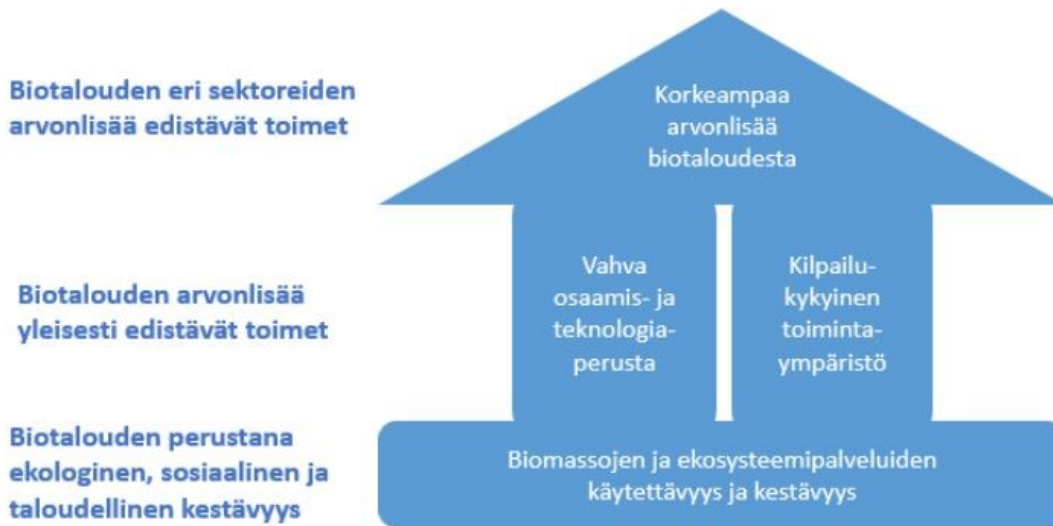 Biotalouden eri sektoreiden
arvonlisää edistävät toimet
Korkeampaa
arvonlisää
biotaloudesta
Biotalouden arvonlisää
yleisesti edistävät toimet
Vahva
osaamis- ja
teknologia-
perusta
Kilpailu-
kykyinen
toiminta-
ympäristö
Biotalouden perustana
ekologinen, sosiaalinen ja
taloudellinen kestävyys
Biomassojen ja ekosysteemipalveluiden
käytettävyys ja kestävyys